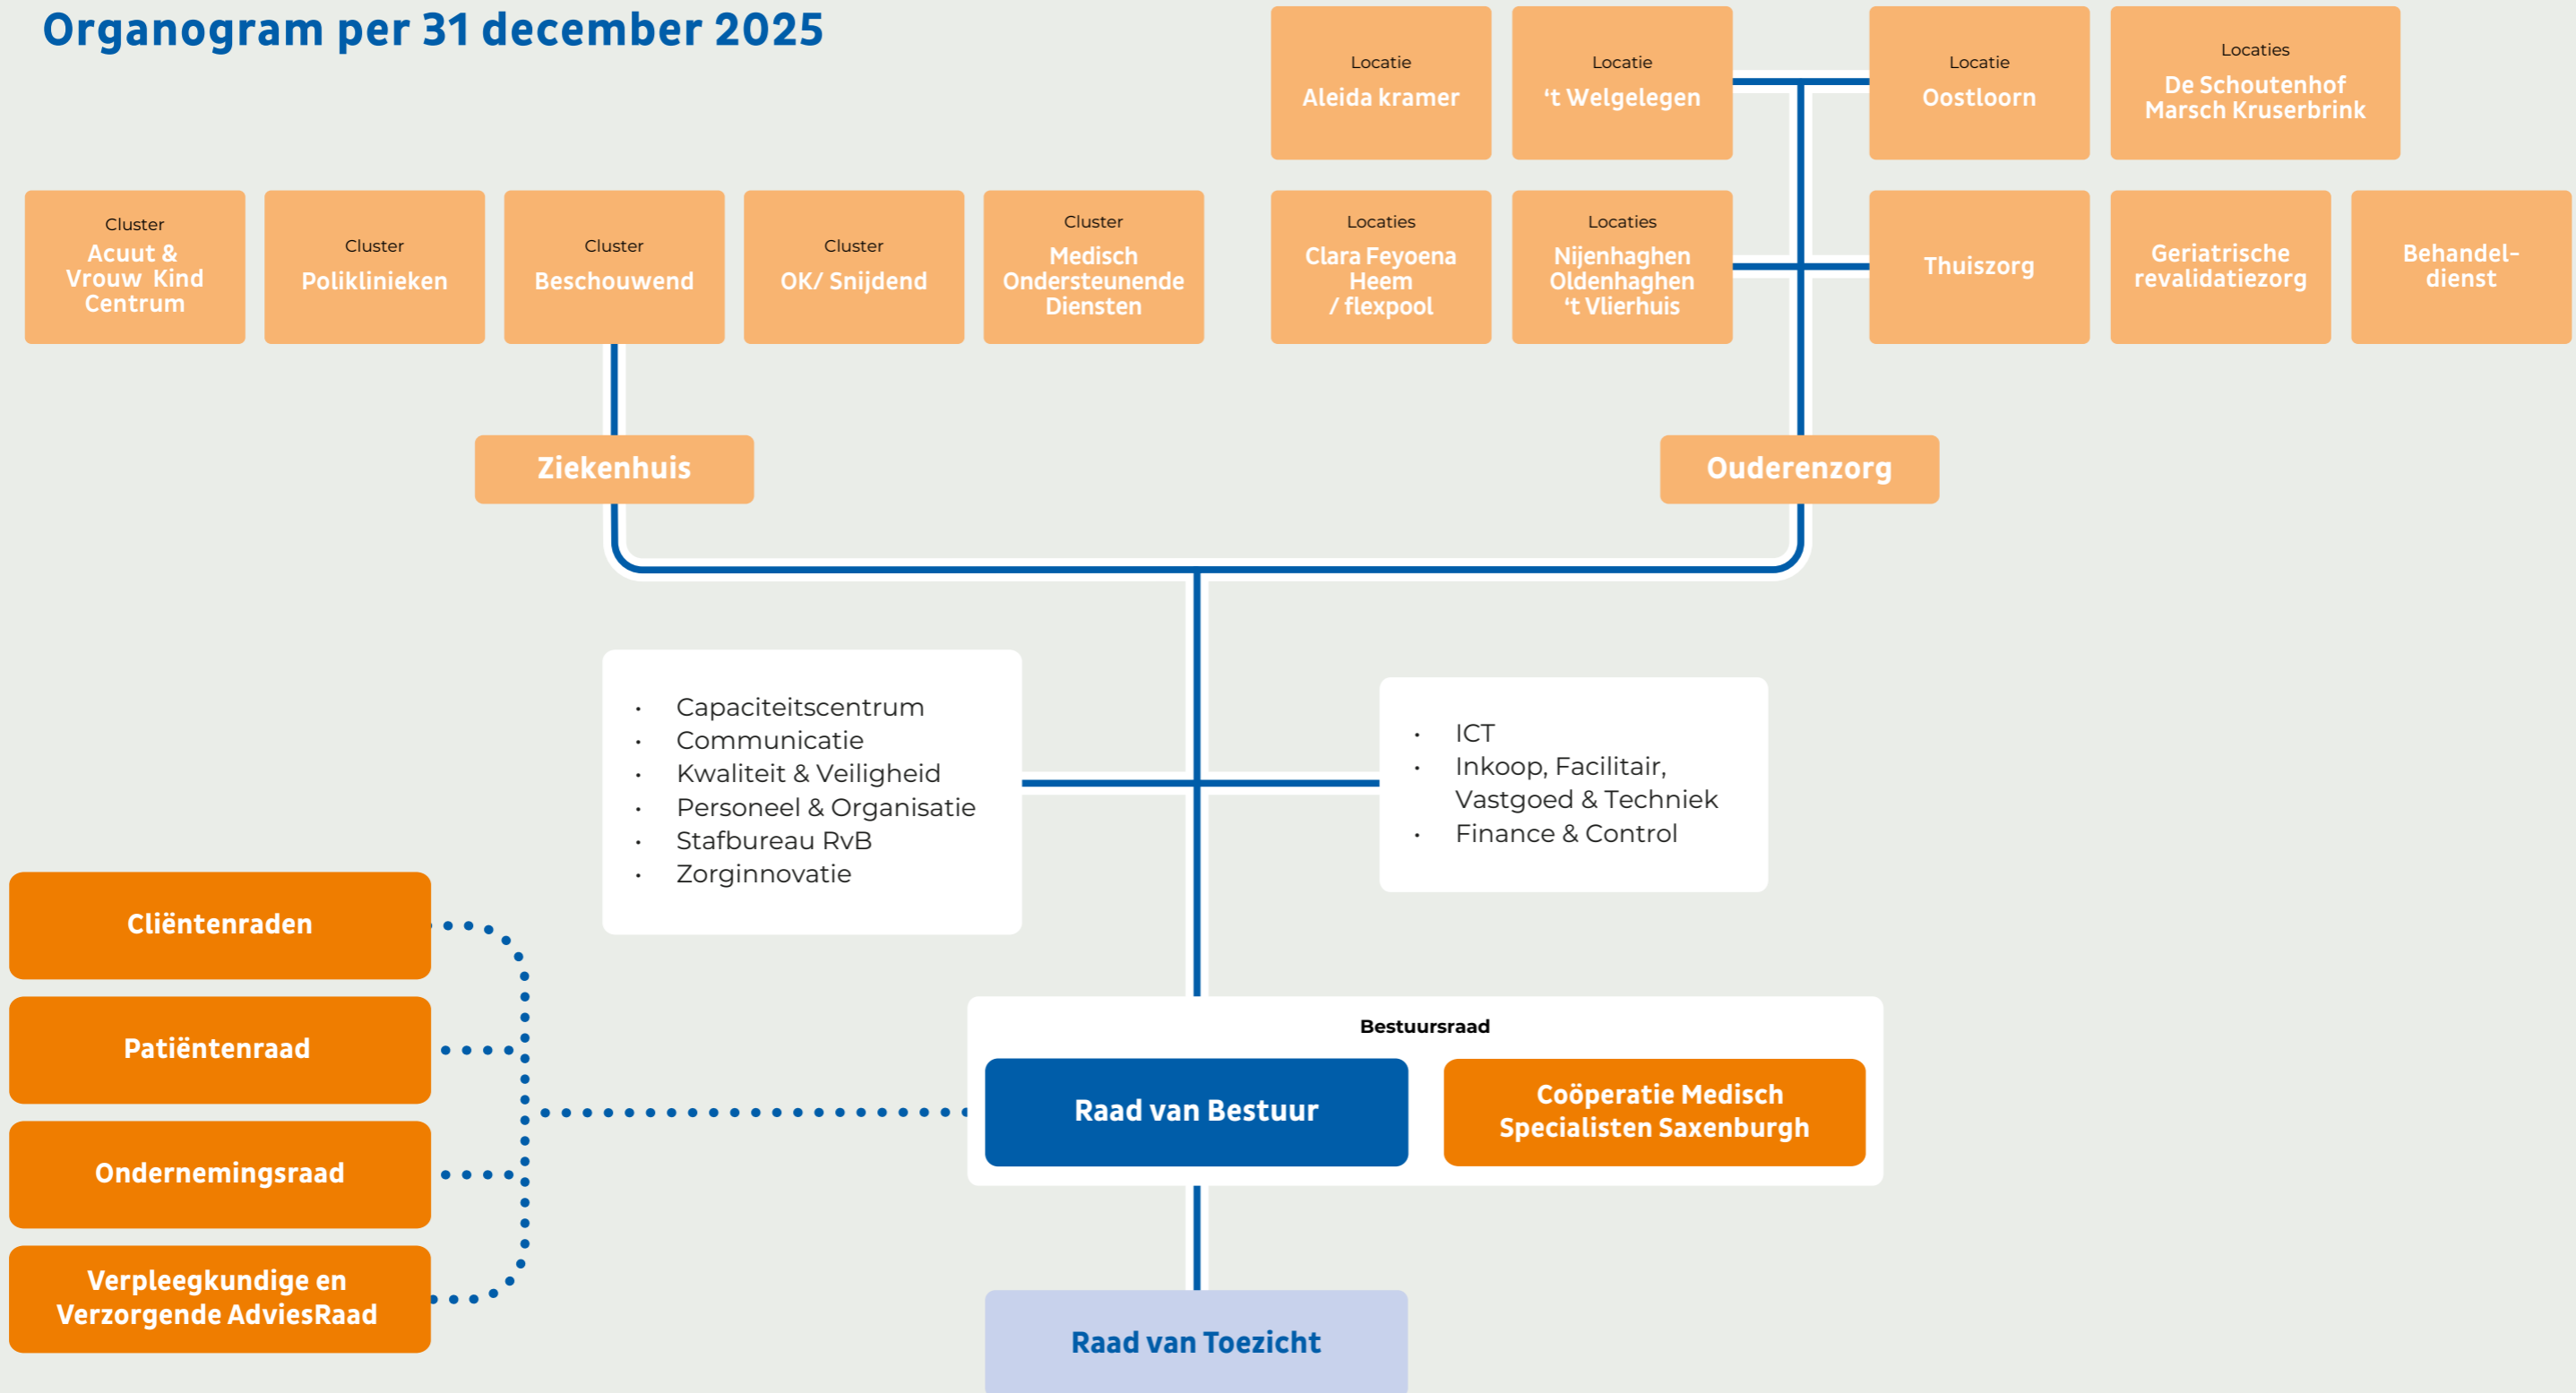 Organogram per 31 december 2025
Locatie
Aleida kramer
Locatie
‘t Welgelegen
Locatie
Oostloorn
Locaties
De Schoutenhof
Marsch Kruserbrink
Cluster
Acuut &
Vrouw Kind
Centrum
Cluster
Poliklinieken
Cluster
Beschouwend
Cluster
OK/ Snijdend
Cluster
Medisch
Ondersteunende
Diensten
Locaties
Clara Feyoena
Heem
/ flexpool
Locaties
Nijenhaghen
Oldenhaghen
‘t Vlierhuis
Thuiszorg
Geriatrische
revalidatiezorg
Behandel-
dienst
Ziekenhuis
Ouderenzorg
• Capaciteitscentrum
• Communicatie
• Kwaliteit & Veiligheid
• Personeel & Organisatie
• Stafbureau RvB
• Zorginnovatie
• ICT
• Inkoop, Facilitair,
Vastgoed & Techniek
• Finance & Control
Cliëntenraden
Patiëntenraad
Ondernemingsraad
Verpleegkundige en
Verzorgende AdviesRaad
Bestuursraad
Raad van Bestuur
Coöperatie Medisch
Specialisten Saxenburgh
Raad van Toezicht